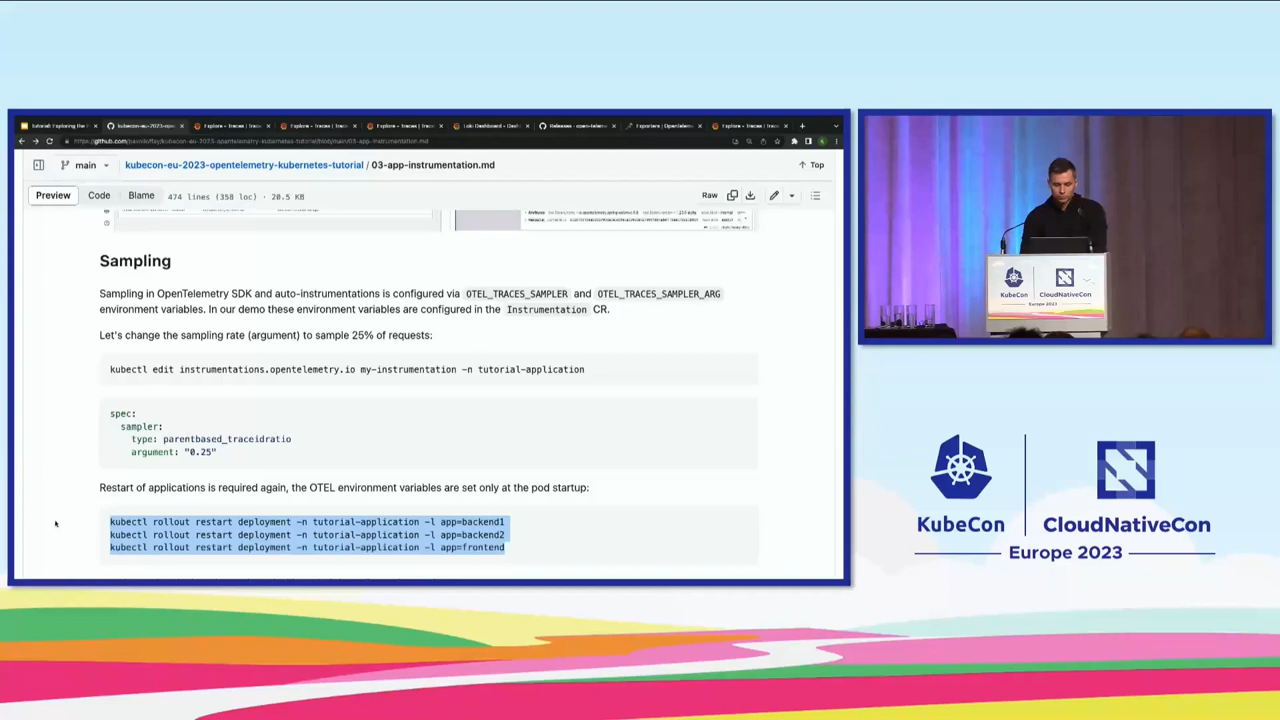 main
kubecon-eu-2023-opentelemetry-kubernetes-tutorial / 03-app-instrumentation.md
Top
Preview
Code
Blame
474 lines (358 loc) · 20.5 KB
Raw
Sampling
Sampling in OpenTelemetry SDK and auto-instrumentations is configured via OTEL_TRACES_SAMPLER and OTEL_TRACES_SAMPLER_ARG
environment variables. In our demo these environment variables are configured in the Instrumentation CR.
Let's change the sampling rate (argument) to sample 25% of requests:
kubectl edit instrumentations.opentelemetry.io my-instrumentation -n tutorial-application
spec:
sampler:
type: parentbased_traceidratio
argument: "0.25"
Restart of applications is required again, the OTEL environment variables are set only at the pod startup:
kubectl rollout restart deployment -n tutorial-application -l app=backend1
kubectl rollout restart deployment -n tutorial-application -l app=backend2
kubectl rollout restart deployment -n tutorial-application -l app=frontend
KubeCon
CloudNativeCon
Europe 2023
KubeCon
CloudNativeCon
Europe 2023